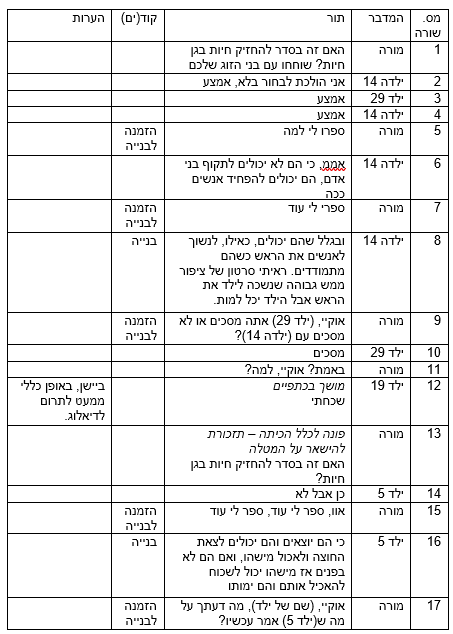 מס. שורה	המדבר	תור	קוד(ים)	הערות
1	מורה	האם זה בסדר להחזיק חיות בגן
חיות? שוחחו עם בני הזוג שלכם
2	ילדה 14	אני הולכת לבחור בלא, אמצע
3	ילד 29	אמצע
4	ילדה 14	אמצע
5	מורה	ספרו לי למה	הזמנה
לבנייה
6	ילדה 14	אממ, כי הם לא יכולים לתקוף בני
אדם, הם יכולים להפחיד אנשים
ככה
7	מורה	ספרי לי עוד	הזמנה
לבנייה
8	ילדה 14	ובגלל שהם יכולים, כאילו, לנשוך	בנייה
לאנשים את הראש כשהם
מתמודדים. ראיתי סרטון של ציפור
ממש גבוהה שנשכה לילד את
הראש אבל הילד יכל למות.
9	מורה	אוקיי, (ילד 29) אתה מסכים או לא	הזמנה
מסכים עם (ילדה 14)?	לבנייה
10	ילד 29	מסכים
11	מורה	באמת? אוקיי, למה?
12	ילד 19	מושך בכתפיים	ביישן, באופן כללי
שכחתי	ממעט לתרום
לדיאלוג.
13	מורה	פונה לכלל הכיתה – תזכורת
להישאר על המטלה
האם זה בסדר להחזיק חיות בגן
חיות?
14	ילד 5	כן אבל לא
15	מורה	אוו, ספר לי עוד, ספר לי עוד	הזמנה
לבנייה
16	ילד 5	כי הם יוצאים והם יכולים לצאת	בנייה
החוצה ולאכול מישהו, ואם הם לא
בפנים אז מישהו יכול לשכוח
להאכיל אותם והם ימותו
17	מורה	אוקיי, (שם של ילד), מה דעתך על	הזמנה
מה ש(ילד 5) אמר עכשיו?	לבנייה